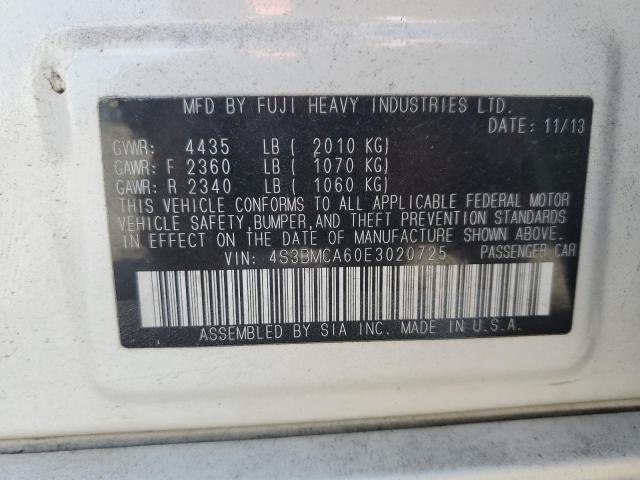 MFD BY FUJI HEAVY INDUSTRIES LTD.
DATE: 11/13
GVWR: 4435 LB ( 2010 KG)
GAWR: F 2360 LB ( 1070 KG)
GAWR: R 2340 LB ( 1060 KG)
THIS VEHICLE CONFORMS TO ALL APPLICABLE FEDERAL MOTOR
VEHICLE SAFETY,BUMPER,AND THEFT PREVENTION STANDARDS
IN EFFECT ON THE DATE OF MANUFACTURE SHOWN ABOVE.
VIN: 4S3BMCA60E3020725 PASSENGER CAR
ASSEMBLED BY SIA INC. MADE IN U.S.A.